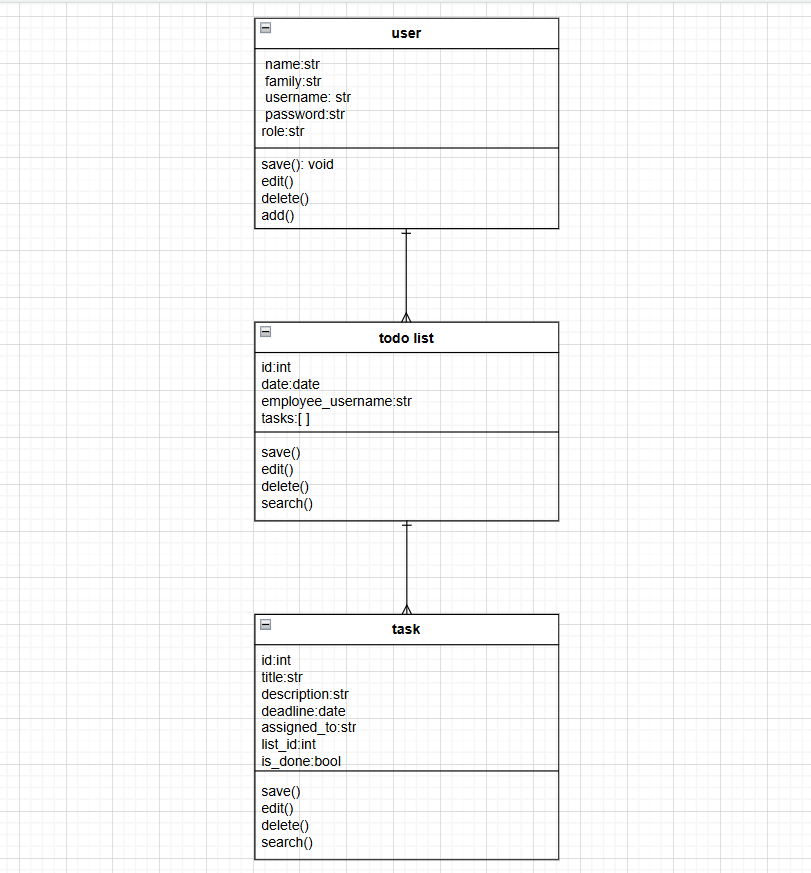 user
name:str
family:str
username: str
password:str
role:str
save(): void
edit()
delete()
add()
todo list
id:int
date:date
employee_username:str
tasks:[ ]
save()
edit()
delete()
search()
task
id:int
title:str
description:str
deadline:date
assigned_to:str
list_id:int
is_done:bool
save()
edit()
delete()
search()